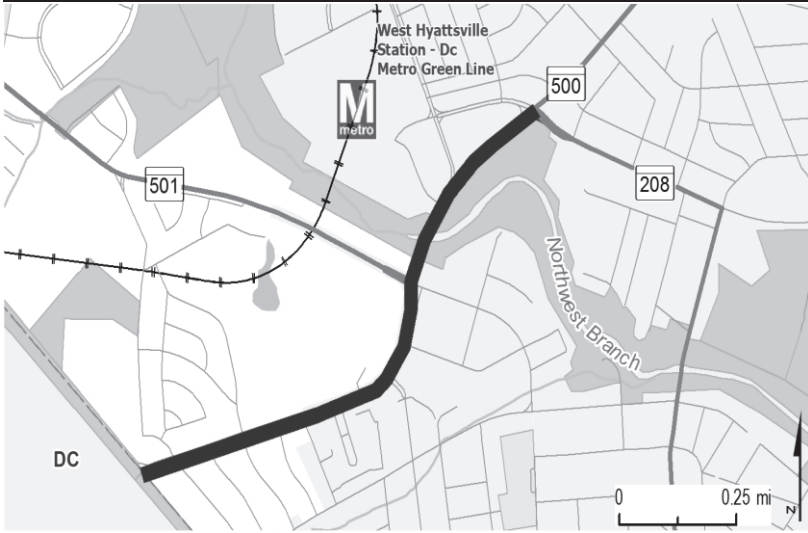 West Hyattsville
Station - Dc
Metro Green Line
M
metro
500
501
208
Northwest Branch
DC
0 0.25 mi
N